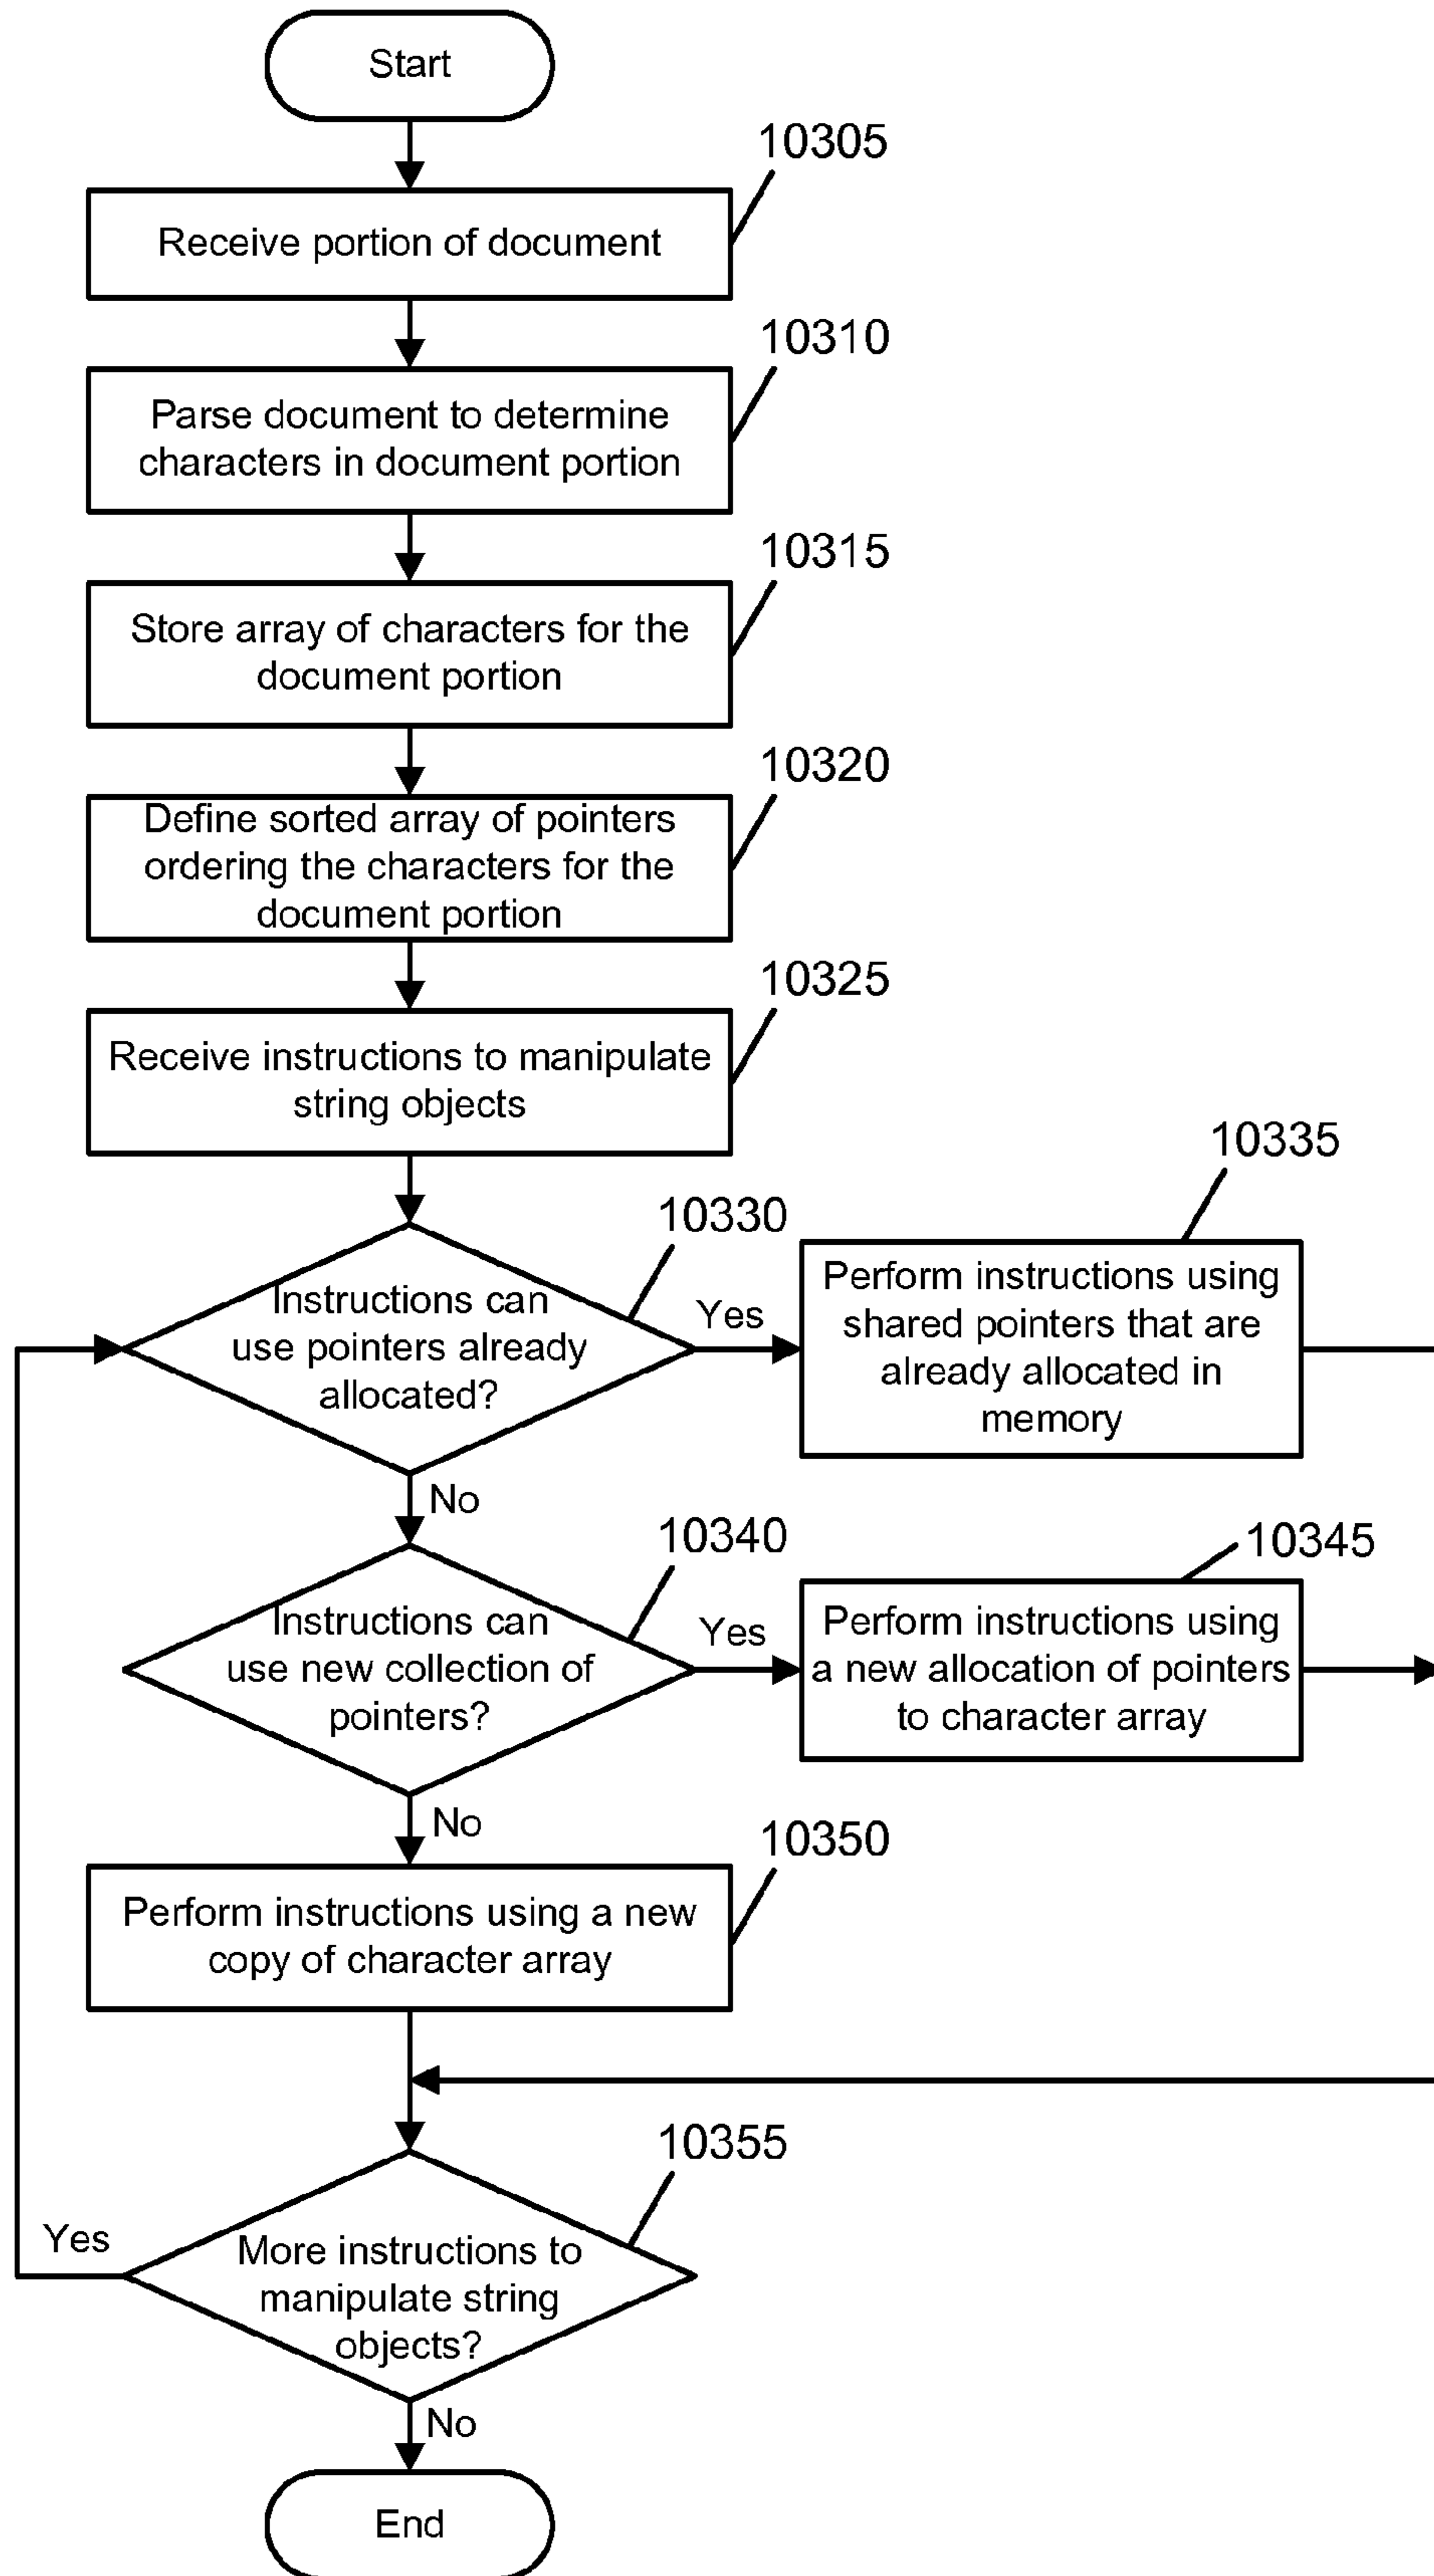 Start
10305
Receive portion of document
10310
Parse document to determine
characters in document portion
10315
Store array of characters for the
document portion
10320
Define sorted array of pointers
ordering the characters for the
document portion
10325
Receive instructions to manipulate
string objects
10330
Instructions can
use pointers already
allocated?
Yes
10335
Perform instructions using
shared pointers that are
already allocated in
memory
No
10340
Instructions can
use new collection of
pointers?
Yes
10345
Perform instructions using
a new allocation of pointers
to character array
No
10350
Perform instructions using a new
copy of character array
10355
More instructions to
manipulate string
objects?
Yes
No
End